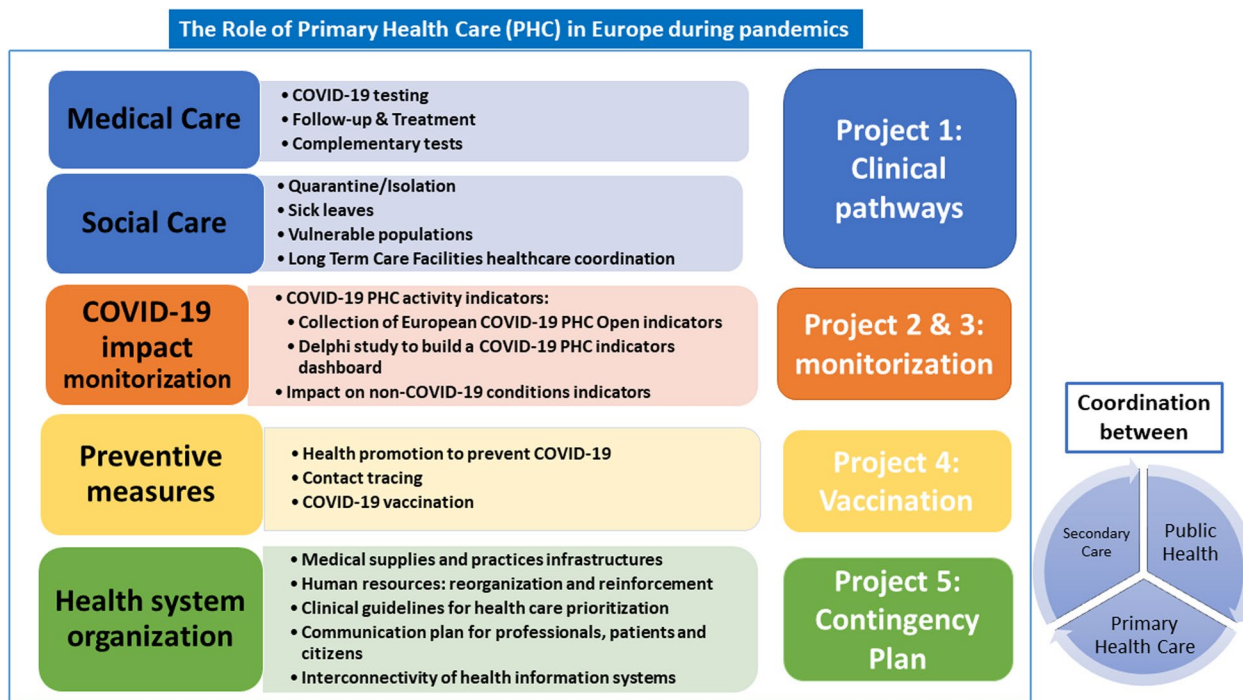 The Role of Primary Health Care (PHC) in Europe during pandemics
Medical Care
• COVID-19 testing
• Follow-up & Treatment
• Complementary tests
Project 1:
Clinical
pathways
Social Care
• Quarantine/Isolation
• Sick leaves
• Vulnerable populations
• Long Term Care Facilities healthcare coordination
COVID-19
impact
monitorization
• COVID-19 PHC activity indicators:
• Collection of European COVID-19 PHC Open indicators
• Delphi study to build a COVID-19 PHC indicators
dashboard
• Impact on non-COVID-19 conditions indicators
Project 2 & 3:
monitorization
Preventive
measures
• Health promotion to prevent COVID-19
• Contact tracing
• COVID-19 vaccination
Project 4:
Vaccination
Health system
organization
• Medical supplies and practices infrastructures
• Human resources: reorganization and reinforcement
• Clinical guidelines for health care prioritization
• Communication plan for professionals, patients and
citizens
• Interconnectivity of health information systems
Project 5:
Contingency
Plan
Coordination
between
Secondary
Care
Public
Health
Primary
Health Care